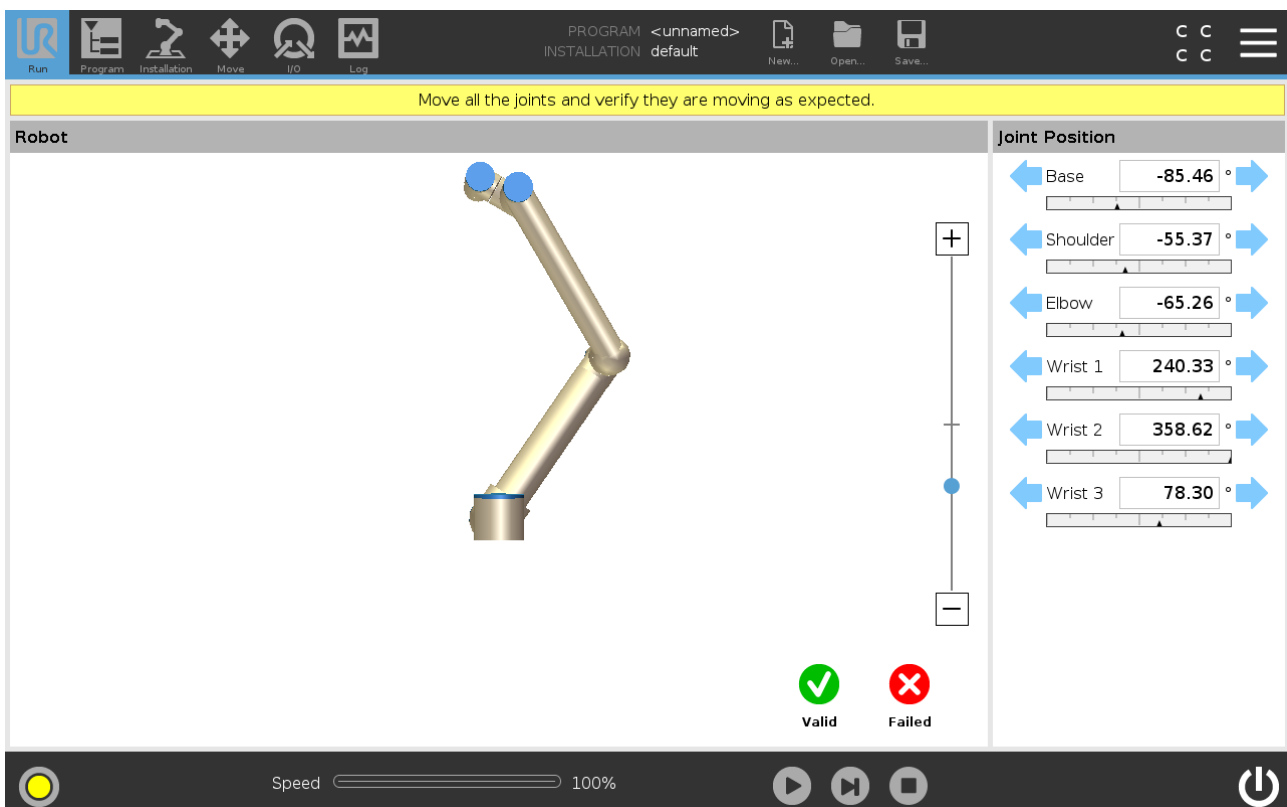 UR
Run
Program
Installation
Move
I/O
Log
PROGRAM <unnamed>
INSTALLATION default
New...
Open...
Save...
C C
C C
Move all the joints and verify they are moving as expected.
Robot
Joint Position
Base -85.46 °
Shoulder -55.37 °
Elbow -65.26 °
Wrist 1 240.33 °
Wrist 2 358.62 °
Wrist 3 78.30 °
+
−
Valid
Failed
Speed 100%